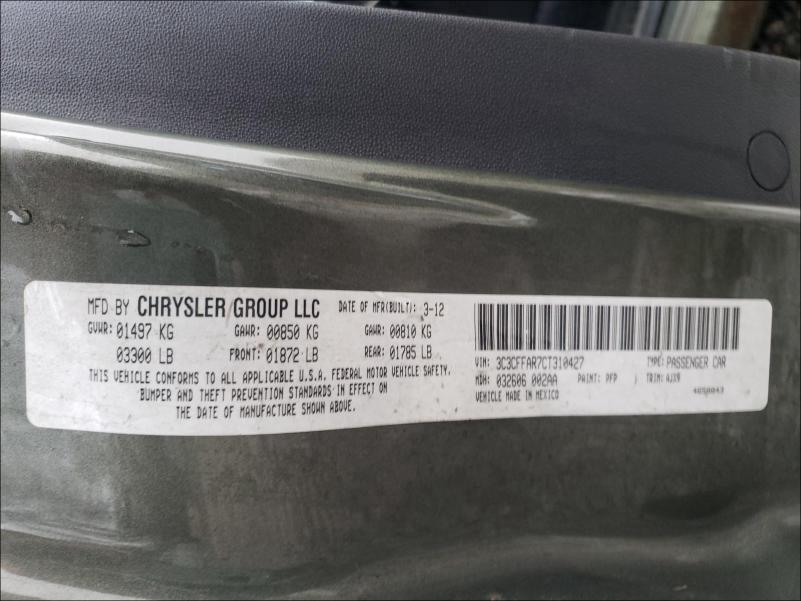 MFD BY CHRYSLER GROUP LLC DATE OF MFR(BUILT): 3-12
GVWR: 01497 KG GAWR: 00850 KG GAWR: 00810 KG
03300 LB FRONT: 01872 LB REAR: 01785 LB
THIS VEHICLE CONFORMS TO ALL APPLICABLE U.S.A. FEDERAL MOTOR VEHICLE SAFETY,
BUMPER AND THEFT PREVENTION STANDARDS IN EFFECT ON
THE DATE OF MANUFACTURE SHOWN ABOVE.
VIN: 3C3CFFAR7CT310427 TYPE: PASSENGER CAR
MDH: 032606 002AA PAINT: PFP TRIM: AJX9
VEHICLE MADE IN MEXICO